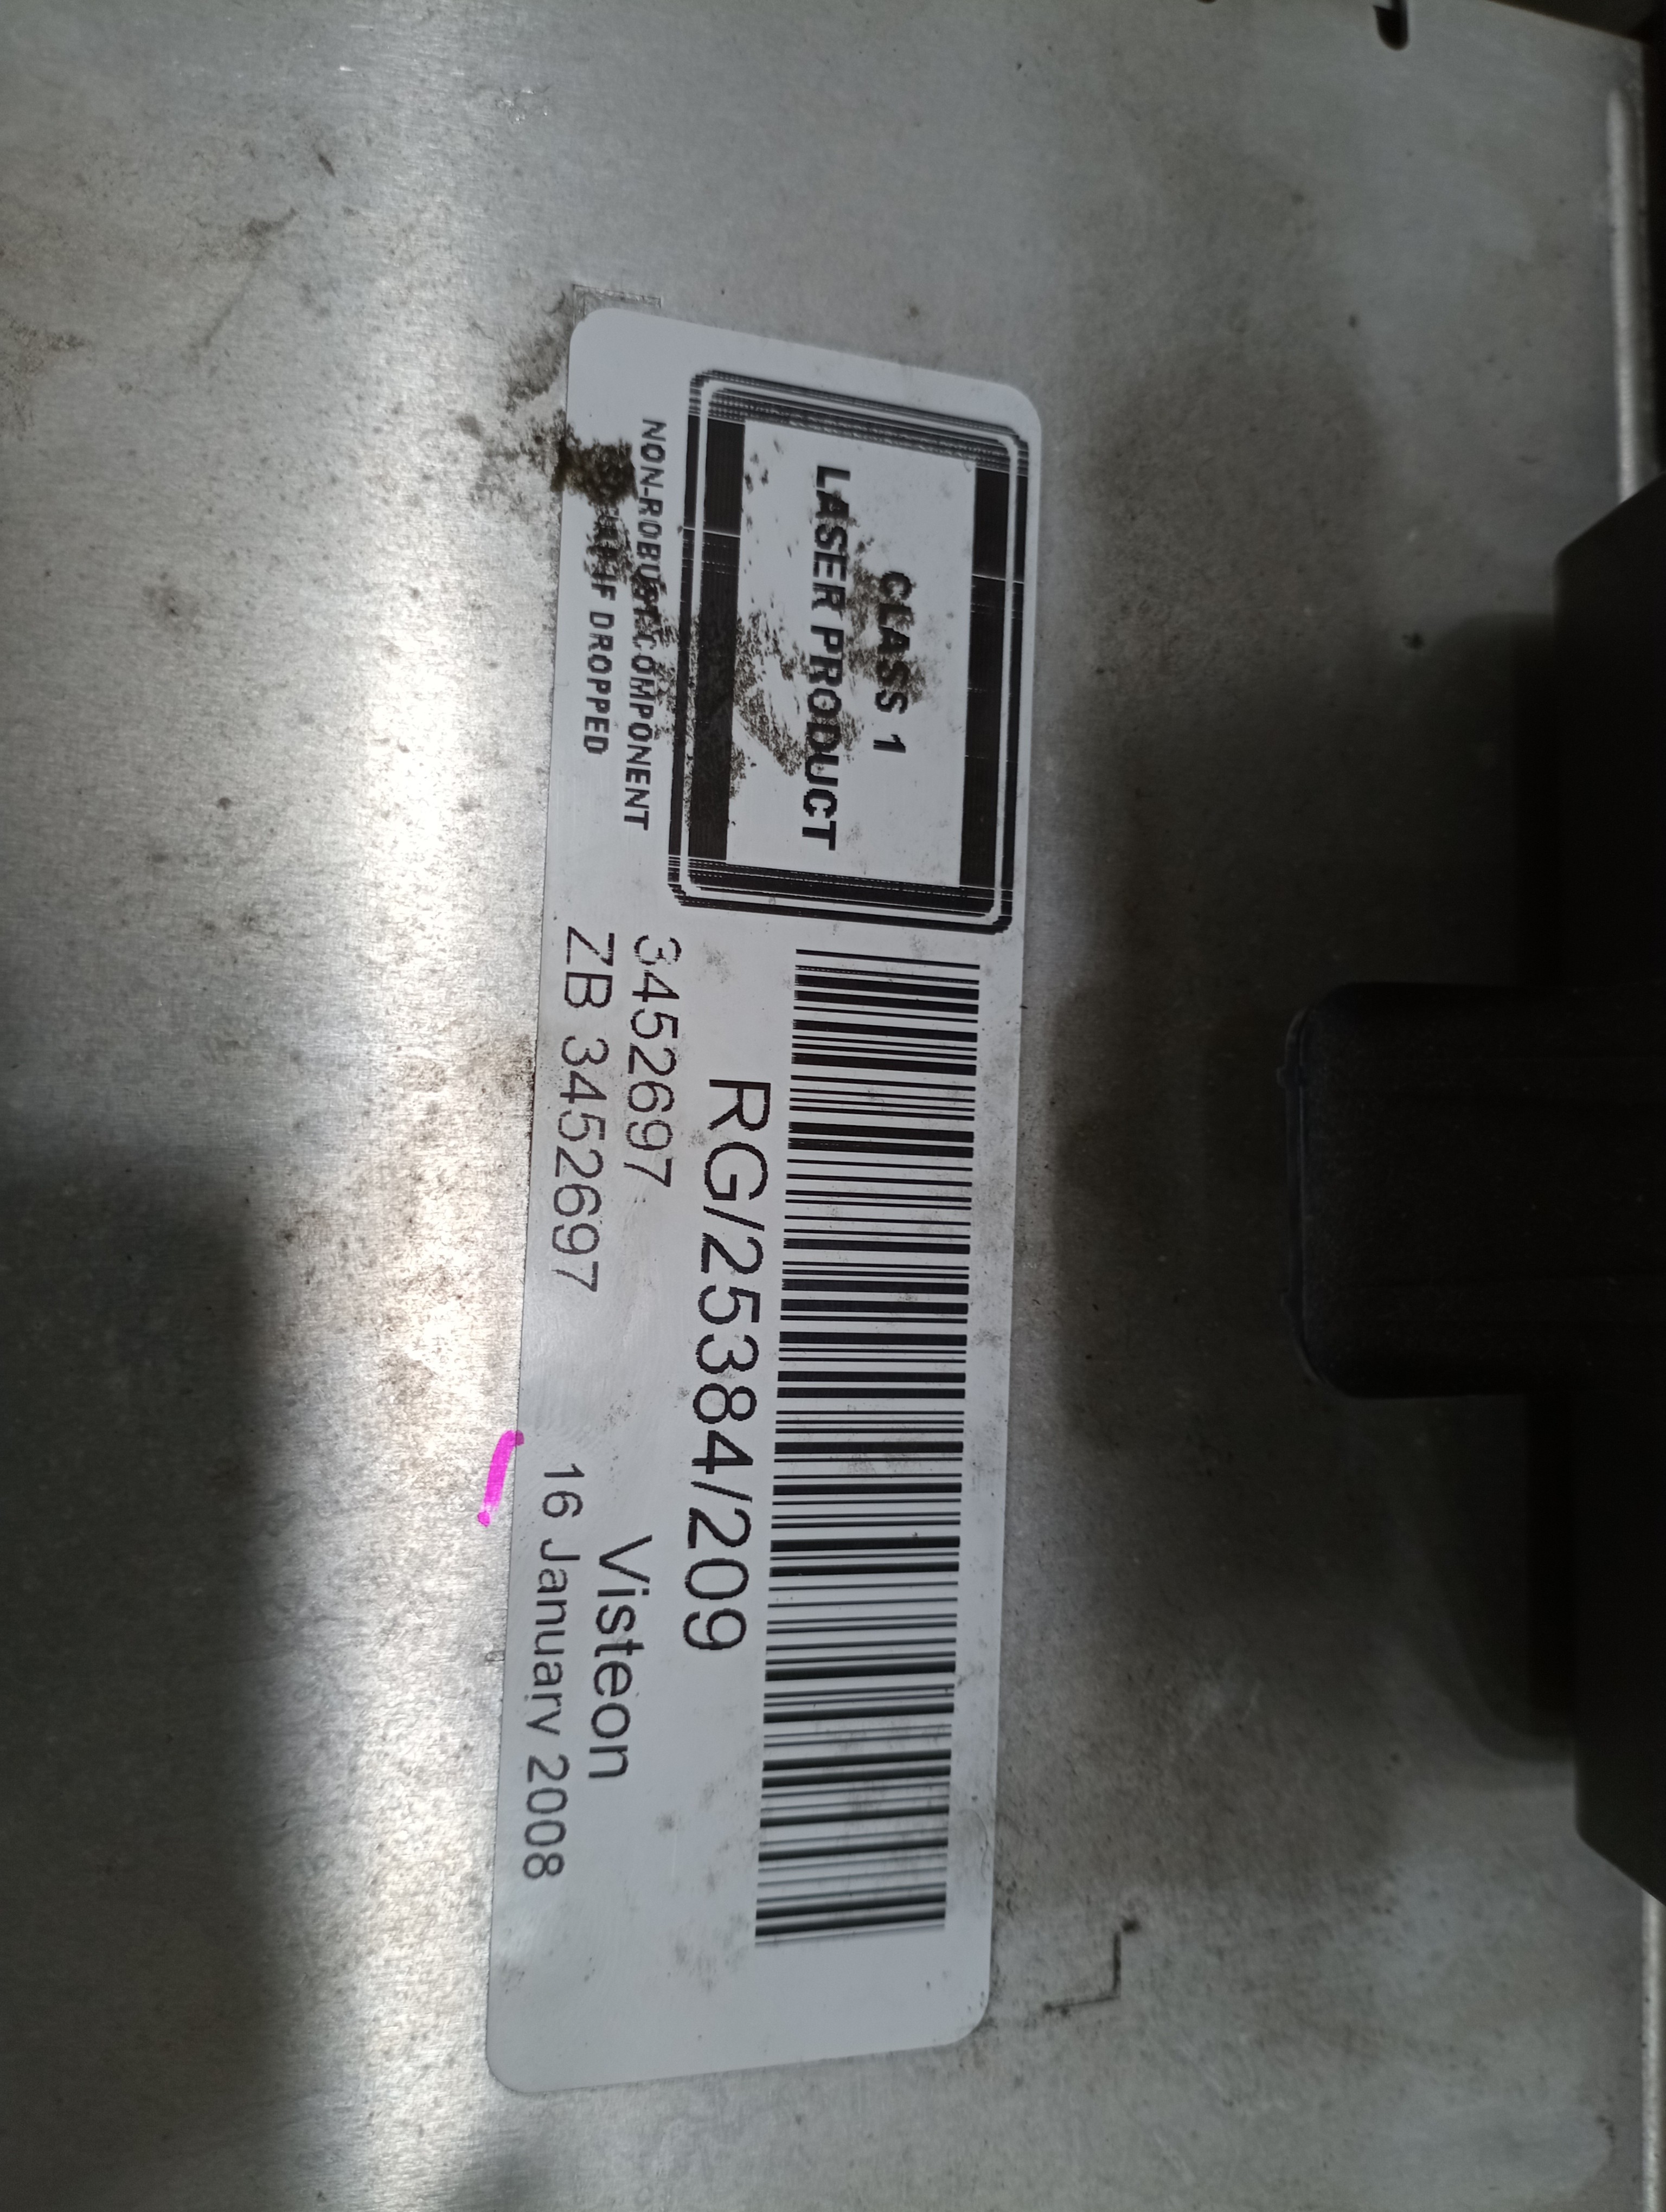 CLASS 1
LASER PRODUCT
NON-ROBUST COMPONENT
IF DROPPED
RG/25384/209
3452697
ZB 3452697
Visteon
16 January 2008